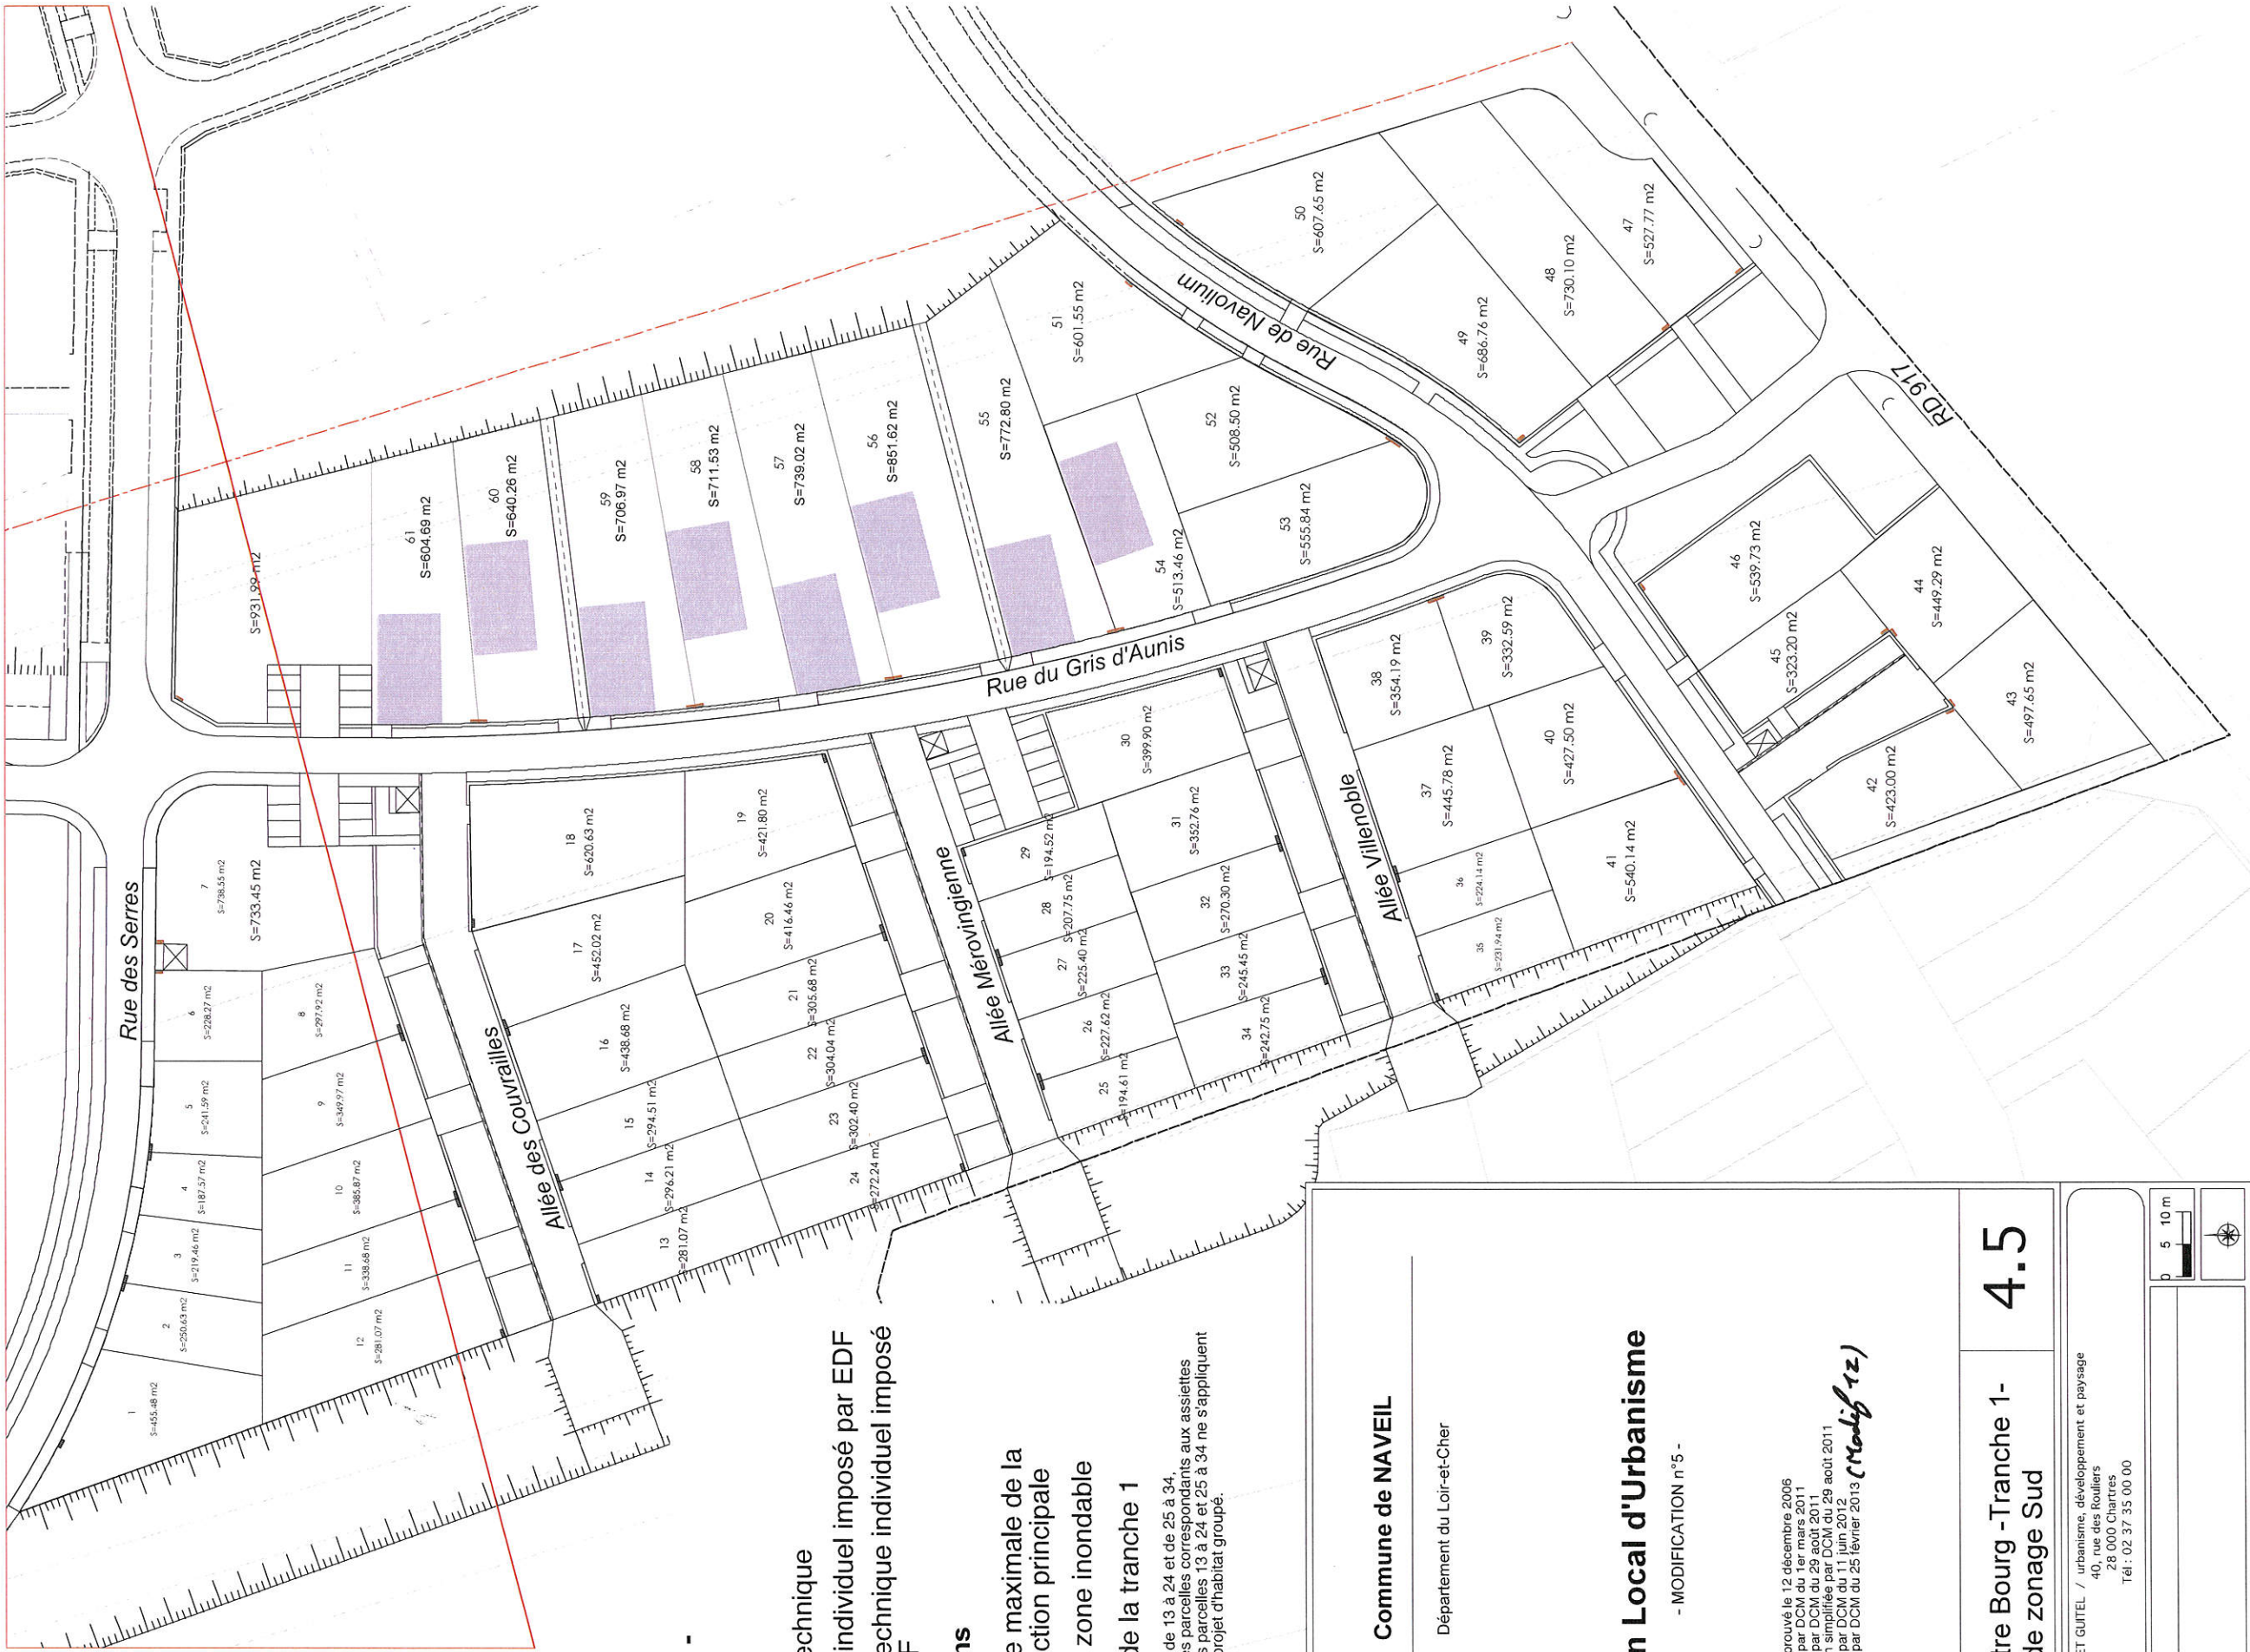 Rue des Serres
Allée des Couvrailles
Allée Mérovingienne
Allée Villenoble
Rue du Gris d'Aunis
Rue de Navolium
RD 917
1
S=455.48 m2
2
S=250.63 m2
3
S=219.46 m2
4
S=187.57 m2
5
S=241.59 m2
6
S=228.27 m2
7
S=738.55 m2
S=733.45 m2
8
S=297.92 m2
9
S=349.97 m2
10
S=385.87 m2
11
S=338.68 m2
12
S=281.07 m2
13
S=281.07 m2
14
S=296.21 m2
15
S=294.51 m2
16
S=438.68 m2
17
S=452.02 m2
18
S=620.63 m2
19
S=421.80 m2
20
S=416.46 m2
21
S=305.68 m2
22
S=304.04 m2
23
S=302.40 m2
24
S=272.24 m2
25
S=194.61 m2
26
S=227.62 m2
27
S=225.40 m2
28
S=207.75 m2
29
S=194.52 m2
30
S=399.90 m2
31
S=352.76 m2
32
S=270.30 m2
33
S=245.45 m2
34
S=242.75 m2
35
S=231.94 m2
36
S=224.14 m2
37
S=445.78 m2
38
S=354.19 m2
39
S=332.59 m2
40
S=427.50 m2
41
S=540.14 m2
42
S=423.00 m2
43
S=497.65 m2
44
S=449.29 m2
45
S=323.20 m2
46
S=539.73 m2
47
S=527.77 m2
48
S=730.10 m2
49
S=686.76 m2
50
S=607.65 m2
51
S=601.55 m2
52
S=508.50 m2
53
S=555.84 m2
54
S=513.46 m2
55
S=772.80 m2
56
S=851.62 m2
57
S=739.02 m2
58
S=711.53 m2
59
S=706.97 m2
60
S=640.26 m2
61
S=604.69 m2
S=931.99 m2
-
echnique
individuel imposé par EDF
echnique individuel imposé
F
ns
e maximale de la
ction principale
zone inondable
de la tranche 1
de 13 à 24 et de 25 à 34,
es parcelles correspondants aux assiettes
s parcelles 13 à 24 et 25 à 34 ne s'appliquent
projet d'habitat groupé.
Commune de NAVEIL
Département du Loir-et-Cher
n Local d'Urbanisme
- MODIFICATION n°5 -
prouvé le 12 décembre 2006
par DCM du 1er mars 2011
par DCM du 29 août 2011
n simplifiée par DCM du 29 août 2011
par DCM du 11 juin 2012
par DCM du 25 février 2013 (Modif 12)
tre Bourg -Tranche 1-
de zonage Sud
4.5
ET GUITEL / urbanisme, développement et paysage
40, rue des Rouliers
28 000 Chartres
Tél : 02 37 35 00 00
0 5 10 m